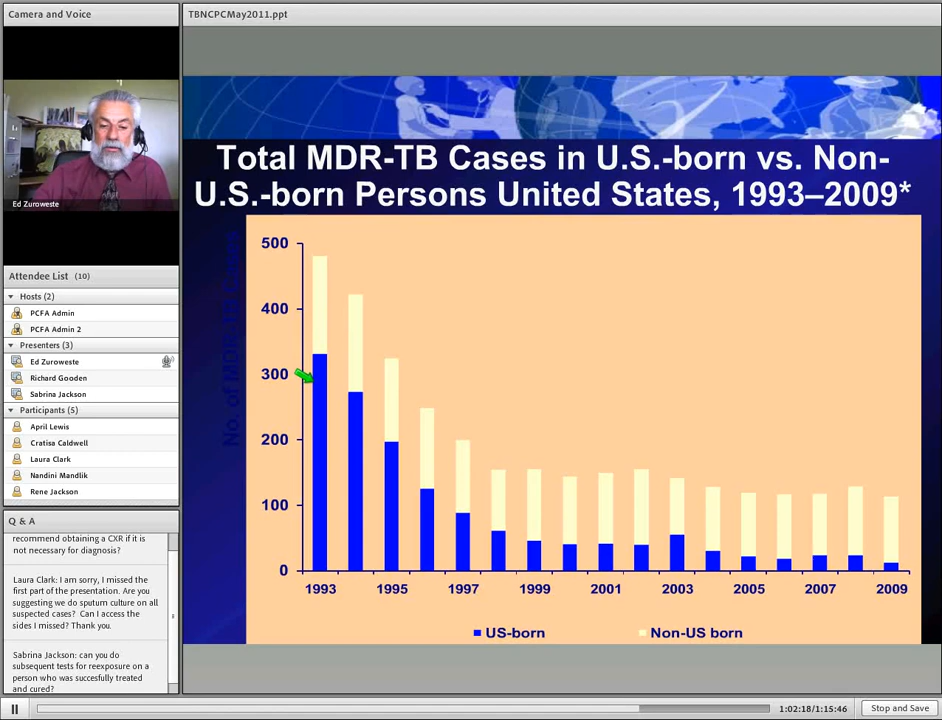 Camera and Voice
Ed Zuroweste
Attendee List (10)
Hosts (2)
PCFA Admin
PCFA Admin 2
Presenters (3)
Ed Zuroweste
Richard Gooden
Sabrina Jackson
Participants (5)
April Lewis
Cratisa Caldwell
Laura Clark
Nandini Mandlik
Rene Jackson
Q & A
recommend obtaining a CXR if it is
not necessary for diagnosis?
Laura Clark: I am sorry, I missed the
first part of the presentation. Are you
suggesting we do sputum culture on all
suspected cases? Can I access the
sides I missed? Thank you.
Sabrina Jackson: can you do
subsequent tests for reexposure on a
person who was succesfully treated
and cured?
TBNCPCMay2011.ppt
Total MDR-TB Cases in U.S.-born vs. Non-
U.S.-born Persons United States, 1993–2009*
No. of MDR-TB Cases
500
400
300
200
100
0
1993 1995 1997 1999 2001 2003 2005 2007 2009
US-born Non-US born
1:02:18/1:15:46
Stop and Save